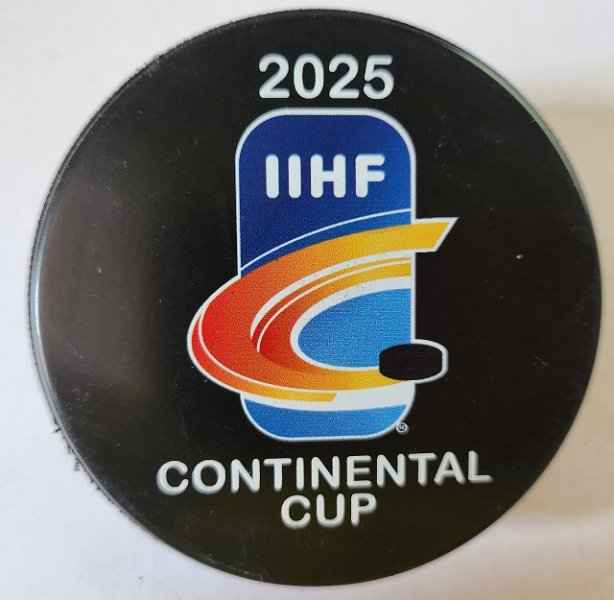 2025
IIHF
®
CONTINENTAL
CUP